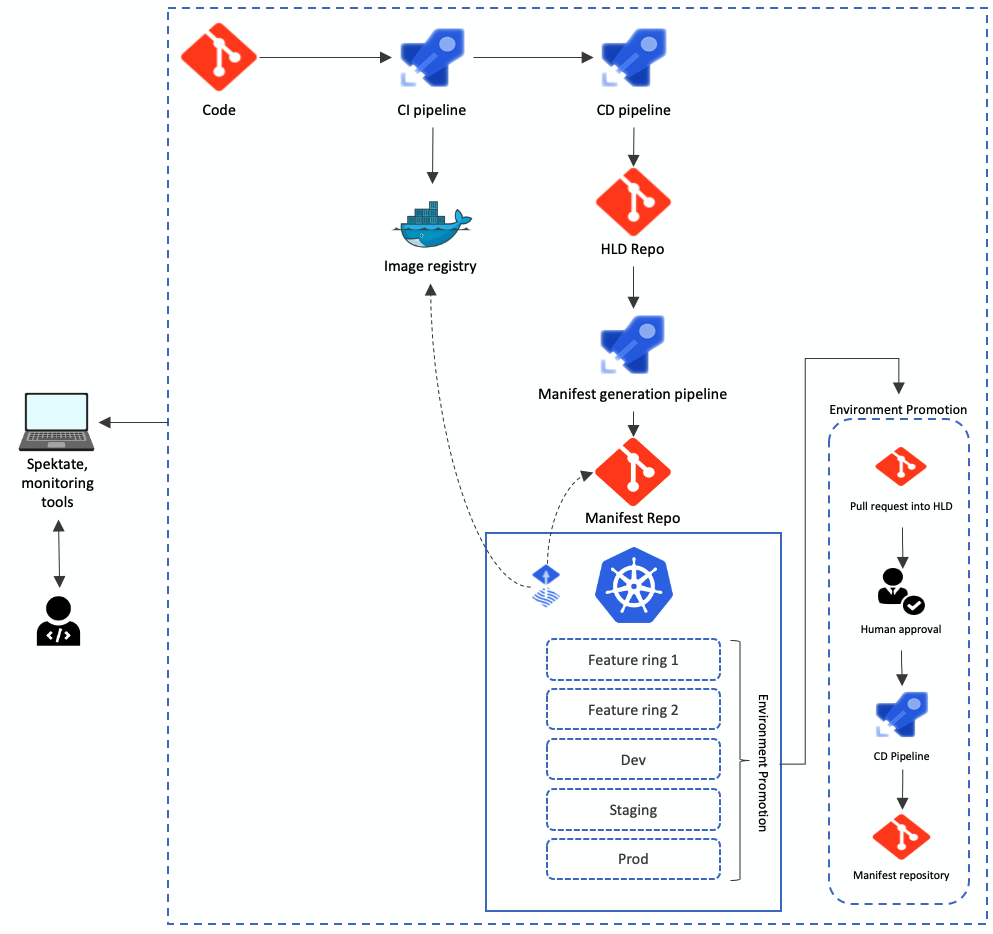 Code
CI pipeline
CD pipeline
Image registry
HLD Repo
Manifest generation pipeline
Manifest Repo
Spektate,
monitoring
tools
</>
Feature ring 1
Feature ring 2
Dev
Staging
Prod
Environment Promotion
Environment Promotion
Pull request into HLD
Human approval
CD Pipeline
Manifest repository